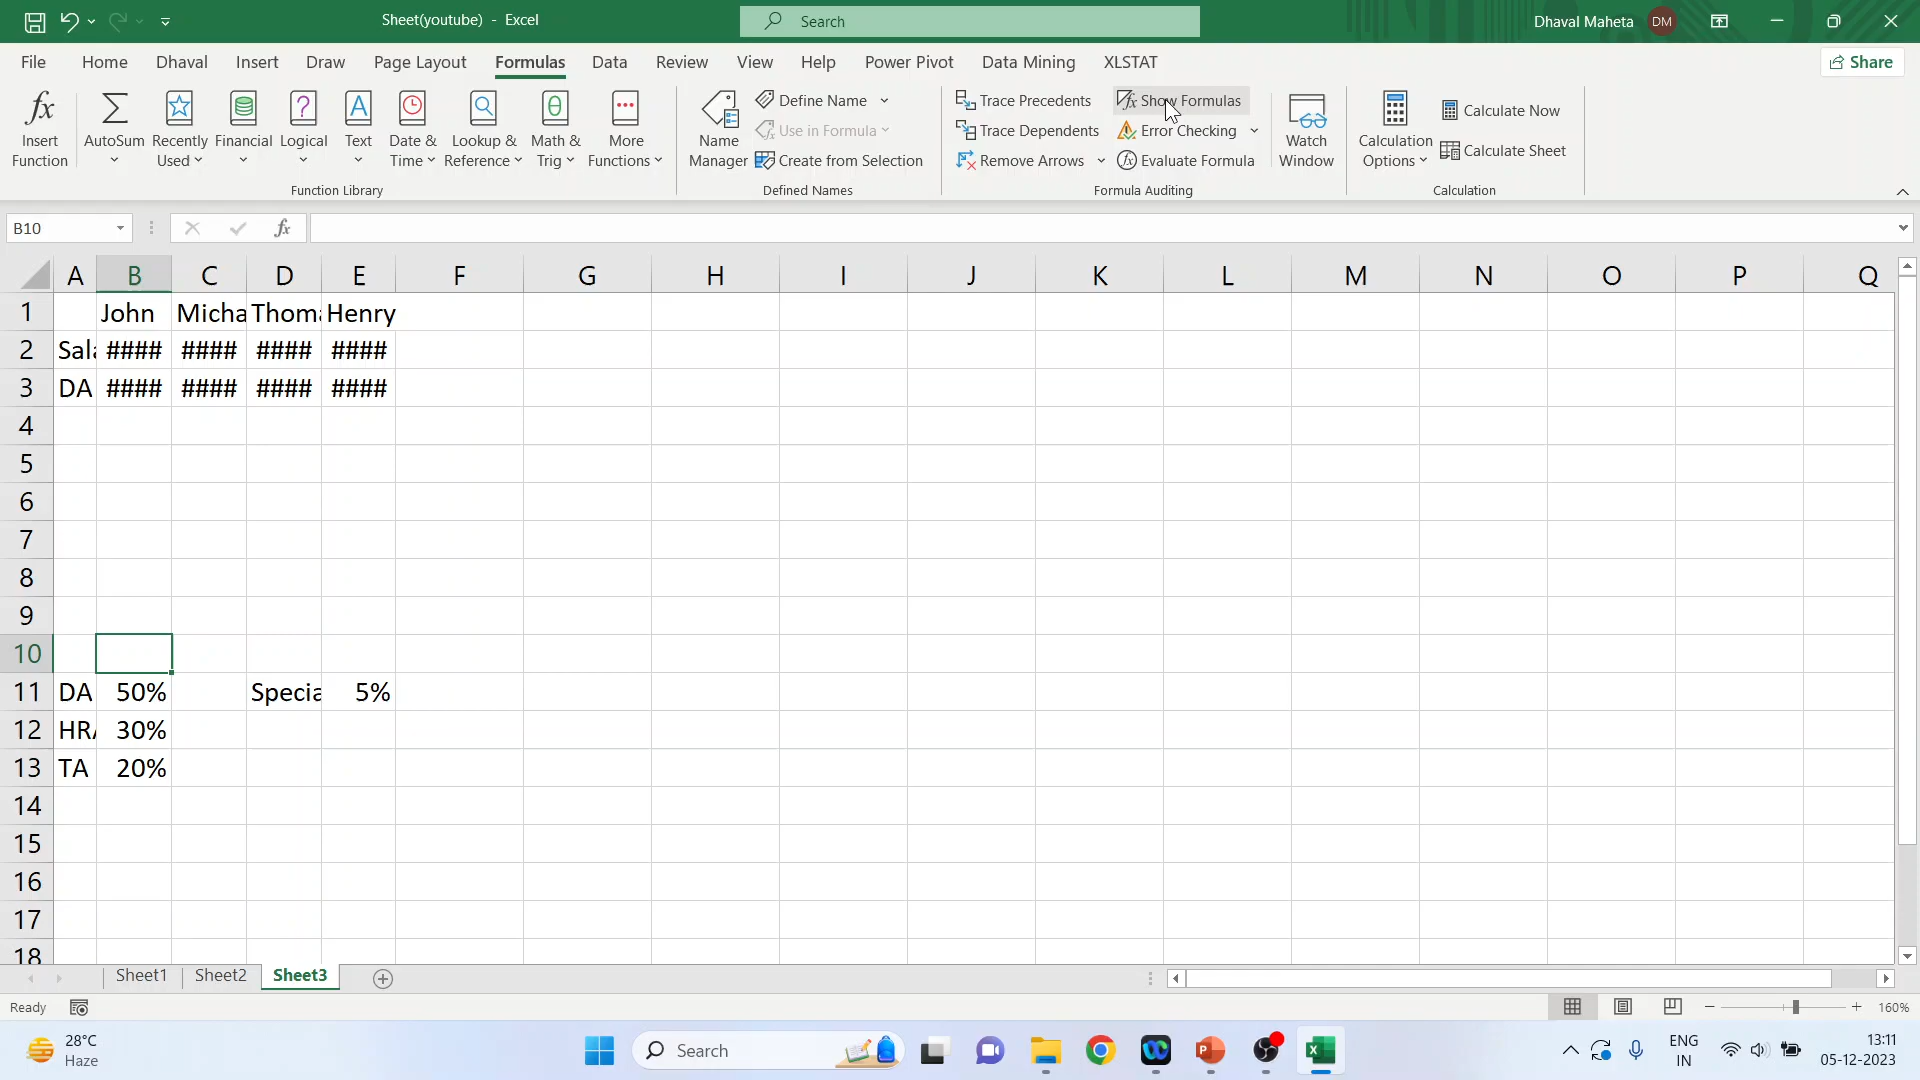 Sheet(youtube) - Excel
Search
Dhaval Maheta DM
File Home Dhaval Insert Draw Page Layout Formulas Data Review View Help Power Pivot Data Mining XLSTAT
Share
Insert Function
AutoSum
Recently Used
Financial
Logical
Text
Date & Time
Lookup & Reference
Math & Trig
More Functions
Function Library
Name Manager
Define Name
Use in Formula
Create from Selection
Defined Names
Trace Precedents
Trace Dependents
Remove Arrows
Show Formulas
Error Checking
Evaluate Formula
Formula Auditing
Watch Window
Calculation Options
Calculate Now
Calculate Sheet
Calculation
B10
fx
A B C D E F G H I J K L M N O P Q
1 John Micha Thoma Henry
2 Sala #### #### #### ####
3 DA #### #### #### ####
4
5
6
7
8
9
10
11 DA 50% Specia 5%
12 HRA 30%
13 TA 20%
14
15
16
17
18
Sheet1 Sheet2 Sheet3
Ready
160%
28°C
Haze
Search
ENG
IN
13:11
05-12-2023